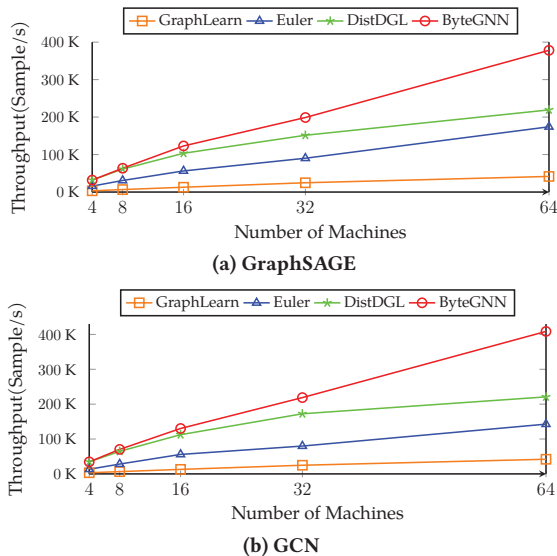 GraphLearn Euler DistDGL ByteGNN
Throughput(Sample/s)
400 K
300 K
200 K
100 K
0 K
4 8 16 32 64
Number of Machines
(a) GraphSAGE
GraphLearn Euler DistDGL ByteGNN
Throughput(Sample/s)
400 K
300 K
200 K
100 K
0 K
4 8 16 32 64
Number of Machines
(b) GCN